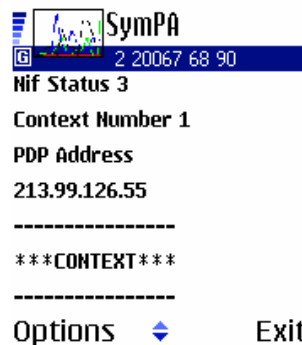 SymPA
G 2 20067 68 90
Nif Status 3
Context Number 1
PDP Address
213.99.126.55
----------------
***CONTEXT***
----------------
Options Exit